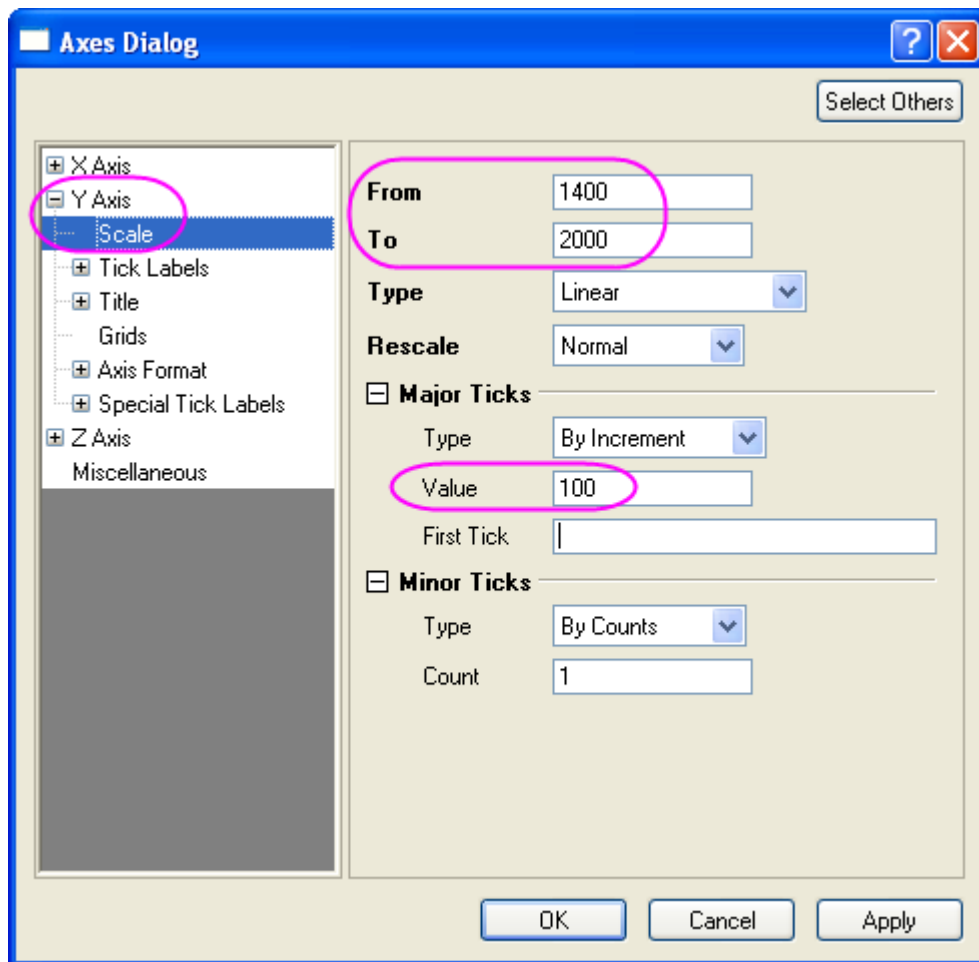 Axes Dialog
Select Others
X Axis
Y Axis
Scale
Tick Labels
Title
Grids
Axis Format
Special Tick Labels
Z Axis
Miscellaneous
From 1400
To 2000
Type Linear
Rescale Normal
Major Ticks
Type By Increment
Value 100
First Tick
Minor Ticks
Type By Counts
Count 1
OK Cancel Apply